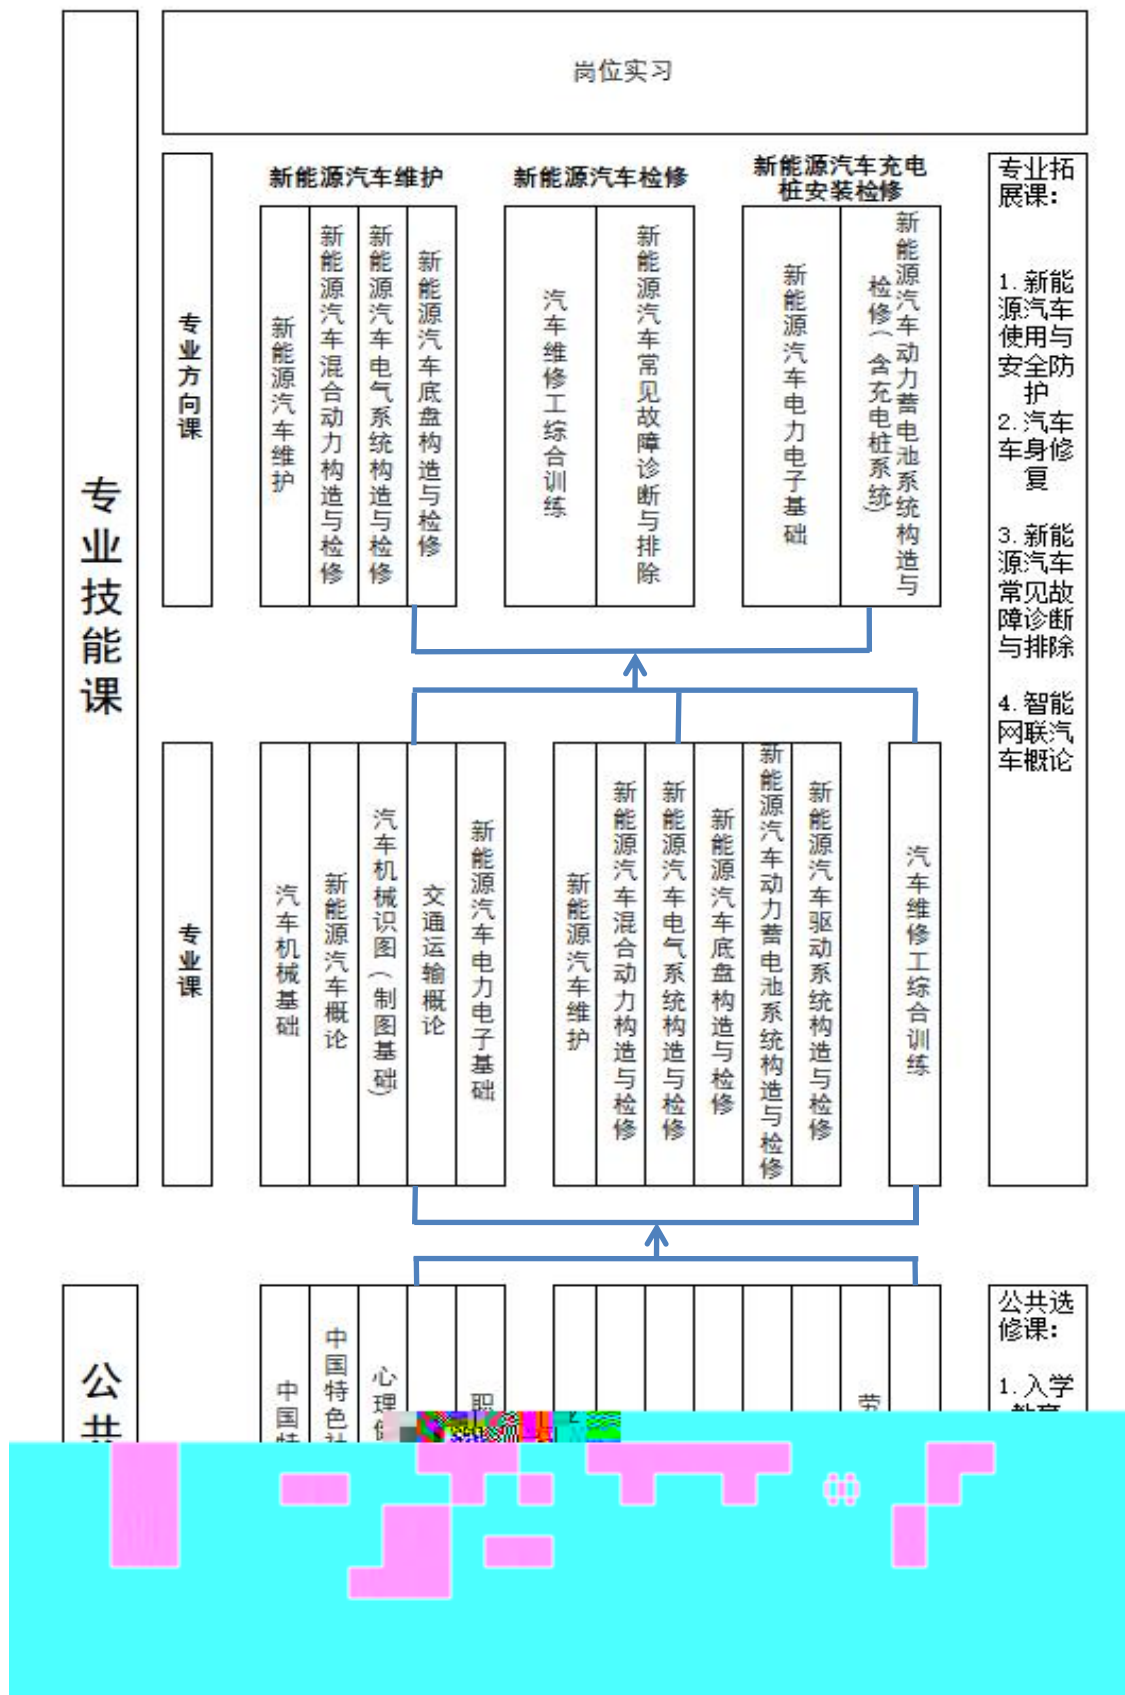 岗位实习
专业技能课
专业方向课
新能源汽车维护
新能源汽车维护
新能源汽车混合动力构造与检修
新能源汽车电气系统构造与检修
新能源汽车底盘构造与检修
新能源汽车检修
汽车维修工综合训练
新能源汽车常见故障诊断与排除
新能源汽车充电
桩安装检修
新能源汽车电力电子基础
新能源汽车动力蓄电池系统构造与
检修（含充电桩系统）
专业拓
展课：
1.新能
源汽车
使用与
安全防
护
2.汽车
车身修
复
3.新能
源汽车
常见故
障诊断
与排除
4.智能
网联汽
车概论
专业课
汽车机械基础
新能源汽车概论
汽车机械识图（制图基础）
交通运输概论
新能源汽车电力电子基础
新能源汽车维护
新能源汽车混合动力构造与检修
新能源汽车电气系统构造与检修
新能源汽车底盘构造与检修
新能源汽车动力蓄电池系统构造与检修
新能源汽车驱动系统构造与检修
汽车维修工综合训练
公共
中国特
中国特色社
心理健
职
劳
公共选
修课：
1.入学
教育